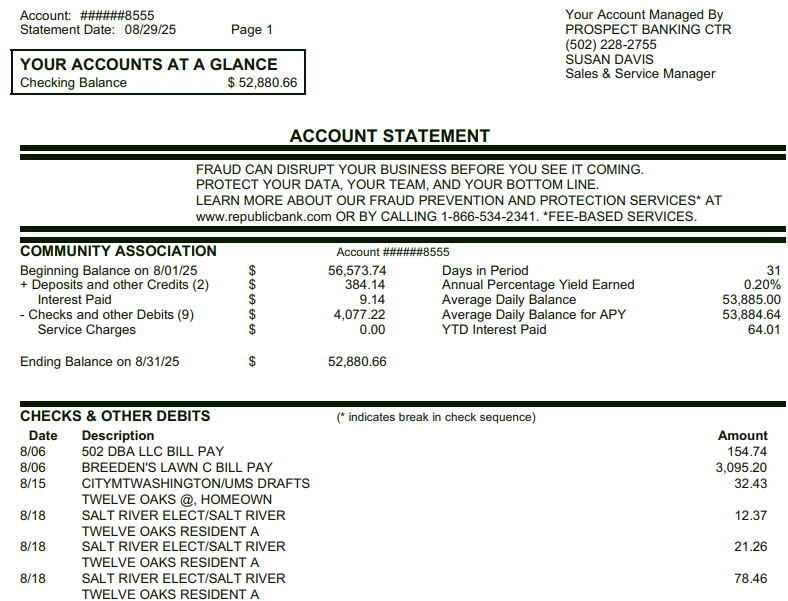 Account: ######8555
Statement Date: 08/29/25 Page 1
Your Account Managed By
PROSPECT BANKING CTR
(502) 228-2755
SUSAN DAVIS
Sales & Service Manager
YOUR ACCOUNTS AT A GLANCE
Checking Balance $ 52,880.66
ACCOUNT STATEMENT
FRAUD CAN DISRUPT YOUR BUSINESS BEFORE YOU SEE IT COMING.
PROTECT YOUR DATA, YOUR TEAM, AND YOUR BOTTOM LINE.
LEARN MORE ABOUT OUR FRAUD PREVENTION AND PROTECTION SERVICES* AT
www.republicbank.com OR BY CALLING 1-866-534-2341. *FEE-BASED SERVICES.
COMMUNITY ASSOCIATION Account ######8555
Beginning Balance on 8/01/25 $ 56,573.74 Days in Period 31
+ Deposits and other Credits (2) $ 384.14 Annual Percentage Yield Earned 0.20%
Interest Paid $ 9.14 Average Daily Balance 53,885.00
- Checks and other Debits (9) $ 4,077.22 Average Daily Balance for APY 53,884.64
Service Charges $ 0.00 YTD Interest Paid 64.01
Ending Balance on 8/31/25 $ 52,880.66
CHECKS & OTHER DEBITS (* indicates break in check sequence)
Date Description Amount
8/06 502 DBA LLC BILL PAY 154.74
8/06 BREEDEN'S LAWN C BILL PAY 3,095.20
8/15 CITYMTWASHINGTON/UMS DRAFTS 32.43
TWELVE OAKS @, HOMEOWN
8/18 SALT RIVER ELECT/SALT RIVER 12.37
TWELVE OAKS RESIDENT A
8/18 SALT RIVER ELECT/SALT RIVER 21.26
TWELVE OAKS RESIDENT A
8/18 SALT RIVER ELECT/SALT RIVER 78.46
TWELVE OAKS RESIDENT A